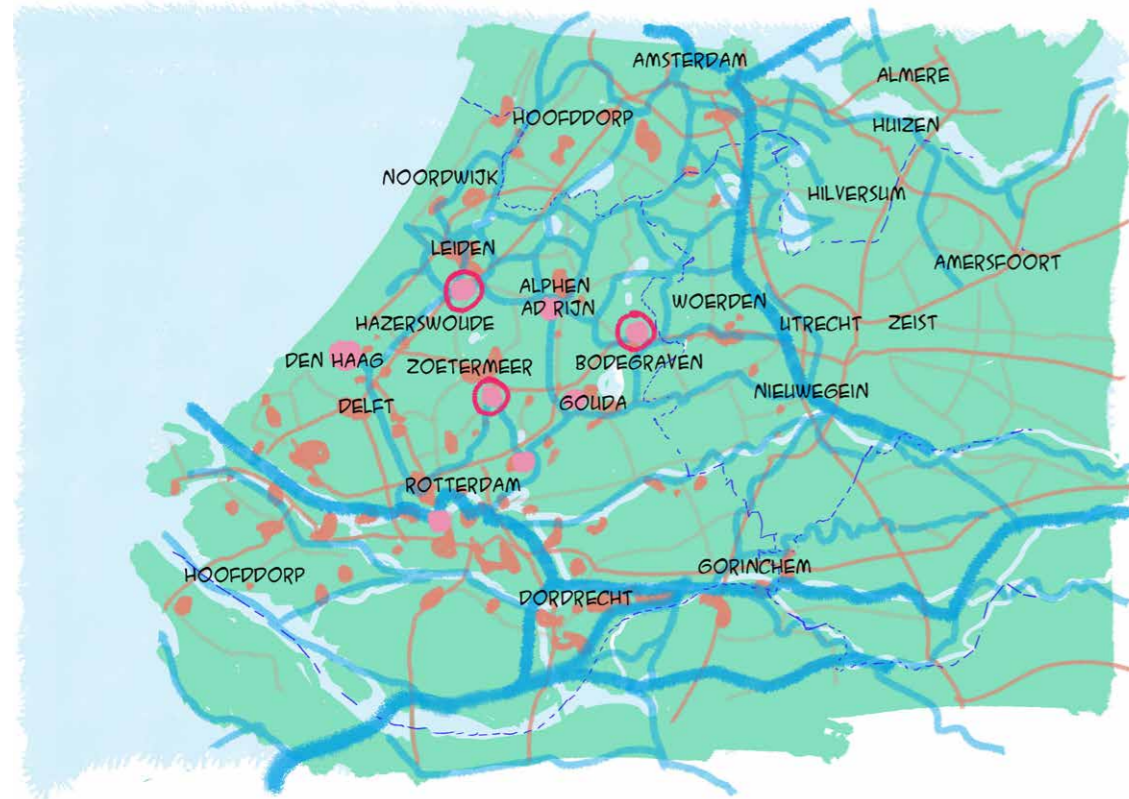 AMSTERDAM
ALMERE
HOOFDDORP
HUIZEN
NOORDWIJK
HILVERSUM
LEIDEN
AMERSFOORT
ALPHEN
AD RIJN
WOERDEN
HAZERSWOUDE
UTRECHT
ZEIST
DEN HAAG
ZOETERMEER
BODEGRAVEN
NIEUWEGEIN
DELFT
GOUDA
ROTTERDAM
GORINCHEM
HOOFDDORP
DORDRECHT